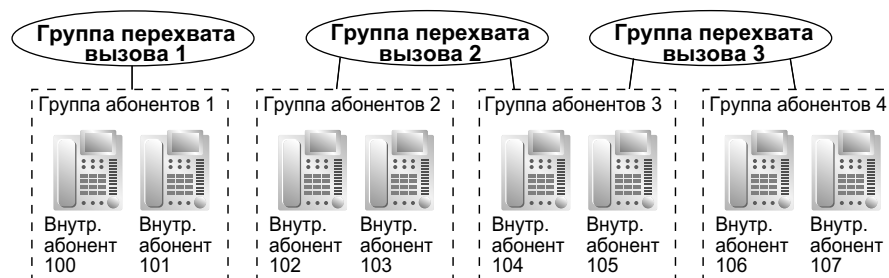 Группа перехвата
вызова 1
Группа перехвата
вызова 2
Группа перехвата
вызова 3
Группа абонентов 1
Группа абонентов 2
Группа абонентов 3
Группа абонентов 4
Внутр.
абонент
100
Внутр.
абонент
101
Внутр.
абонент
102
Внутр.
абонент
103
Внутр.
абонент
104
Внутр.
абонент
105
Внутр.
абонент
106
Внутр.
абонент
107